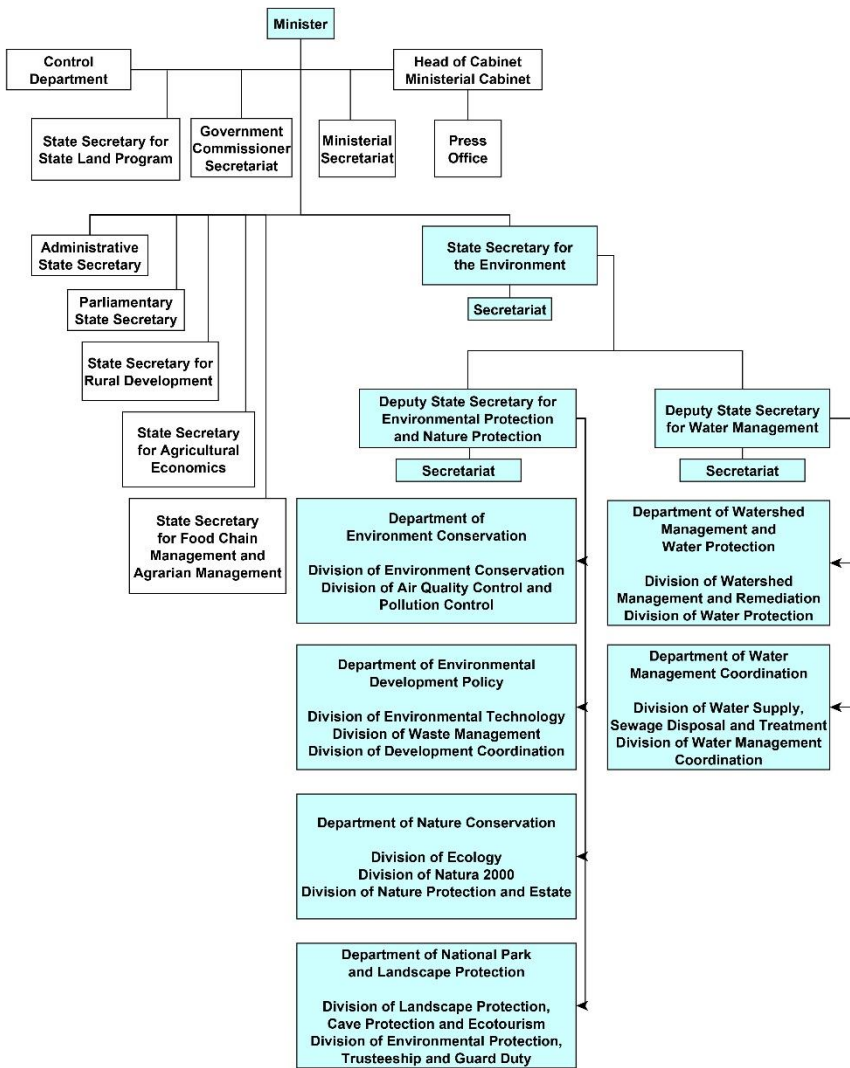 Minister
Control
Department
Head of Cabinet
Ministerial Cabinet
State Secretary for
State Land Program
Government
Commissioner
Secretariat
Ministerial
Secretariat
Press
Office
Administrative
State Secretary
Parliamentary
State Secretary
State Secretary for
Rural Development
State Secretary
for Agricultural
Economics
State Secretary
for Food Chain
Management and
Agrarian Management
State Secretary for
the Environment
Secretariat
Deputy State Secretary for
Environmental Protection
and Nature Protection
Secretariat
Department of
Environment Conservation
Division of Environment Conservation
Division of Air Quality Control and
Pollution Control
Department of Environmental
Development Policy
Division of Environmental Technology
Division of Waste Management
Division of Development Coordination
Department of Nature Conservation
Division of Ecology
Division of Natura 2000
Division of Nature Protection and Estate
Department of National Park
and Landscape Protection
Division of Landscape Protection,
Cave Protection and Ecotourism
Division of Environmental Protection,
Trusteeship and Guard Duty
Deputy State Secretary
for Water Management
Secretariat
Department of Watershed
Management and
Water Protection
Division of Watershed
Management and Remediation
Division of Water Protection
Department of Water
Management Coordination
Division of Water Supply,
Sewage Disposal and Treatment
Division of Water Management
Coordination